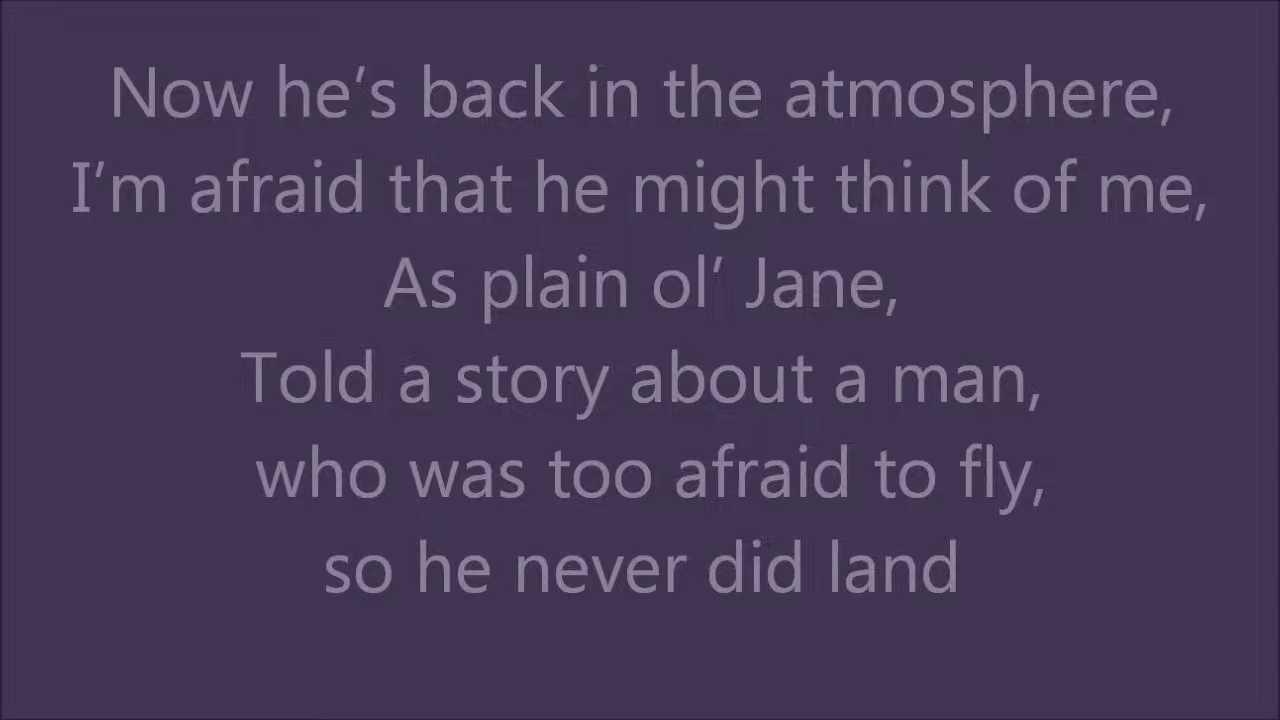 Now he’s back in the atmosphere,
I’m afraid that he might think of me,
As plain ol’ Jane,
Told a story about a man,
who was too afraid to fly,
so he never did land